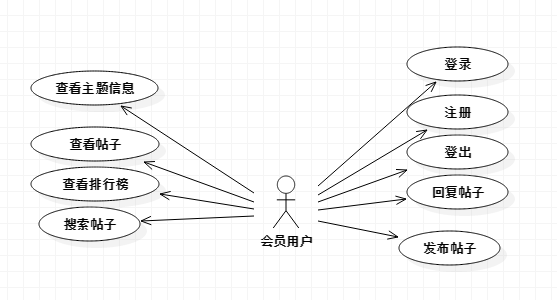 查看主题信息
查看帖子
查看排行榜
搜索帖子
会员用户
登录
注册
登出
回复帖子
发布帖子